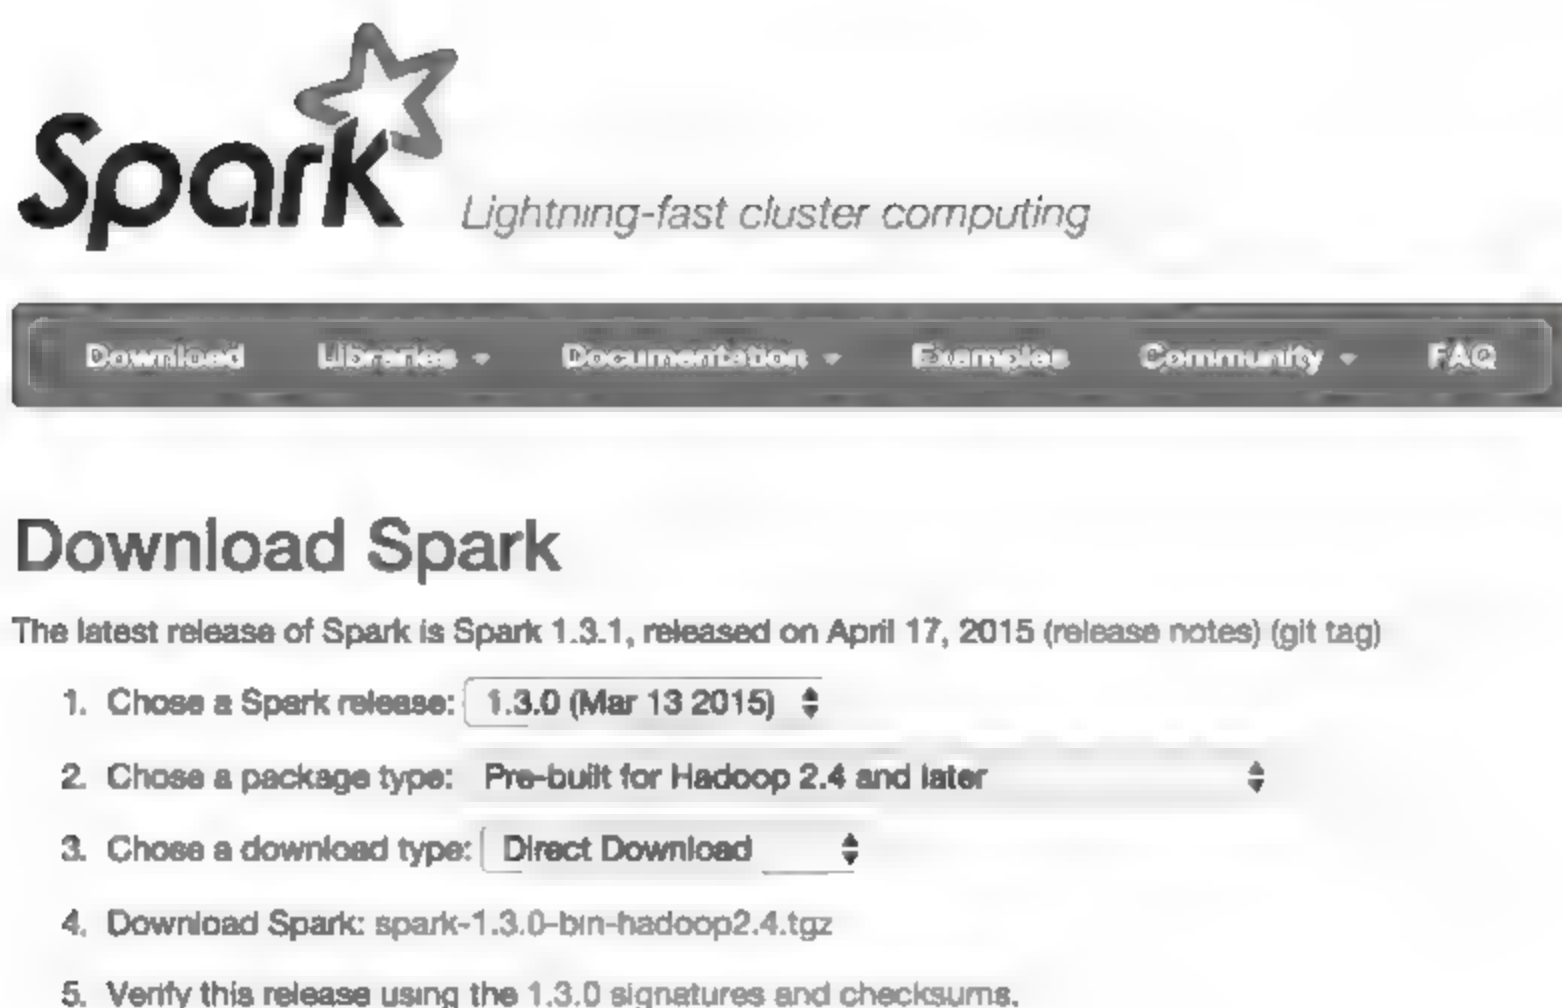 Spark
Lightning-fast cluster computing
Download Libraries Documentation Examples Community FAQ
Download Spark
The latest release of Spark is Spark 1.3.1, released on April 17, 2015 (release notes) (git tag)
1. Chose a Spark release: 1.3.0 (Mar 13 2015)
2. Chose a package type: Pre-built for Hadoop 2.4 and later
3. Chose a download type: Direct Download
4. Download Spark: spark-1.3.0-bin-hadoop2.4.tgz
5. Verify this release using the 1.3.0 signatures and checksums.